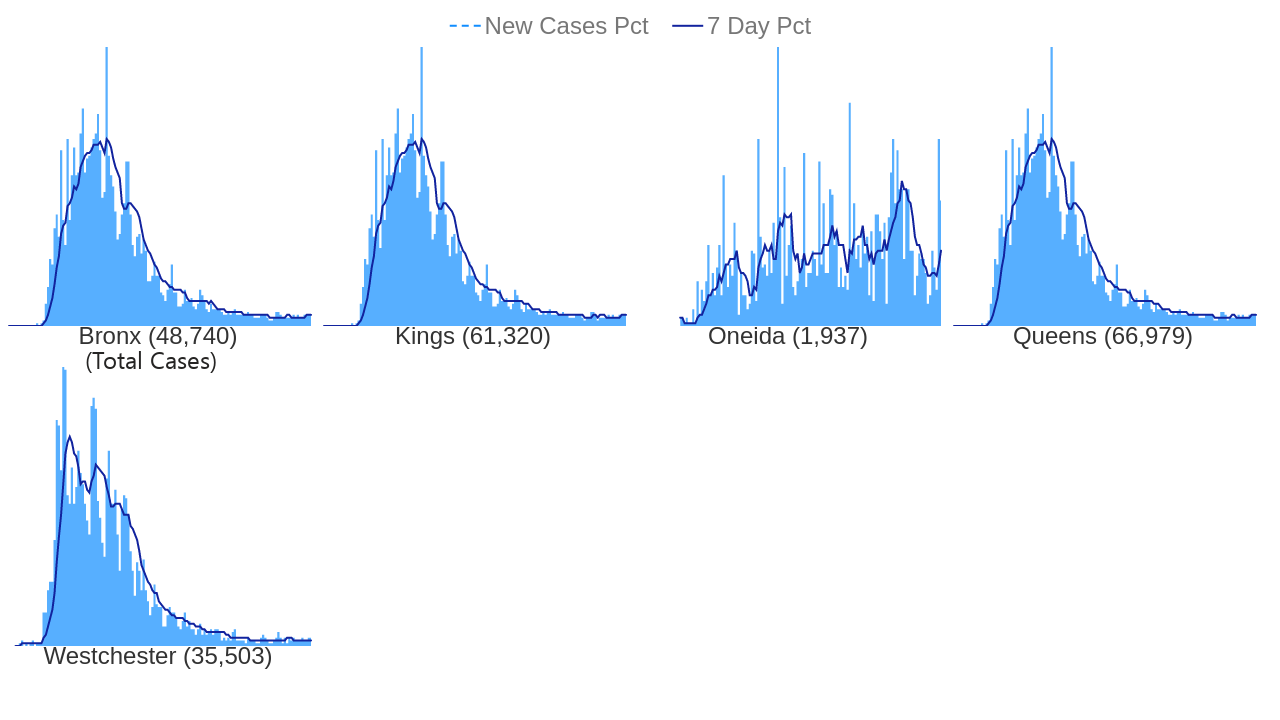 New Cases Pct 7 Day Pct
Bronx (48,740)
(Total Cases)
Kings (61,320)
Oneida (1,937)
Queens (66,979)
Westchester (35,503)